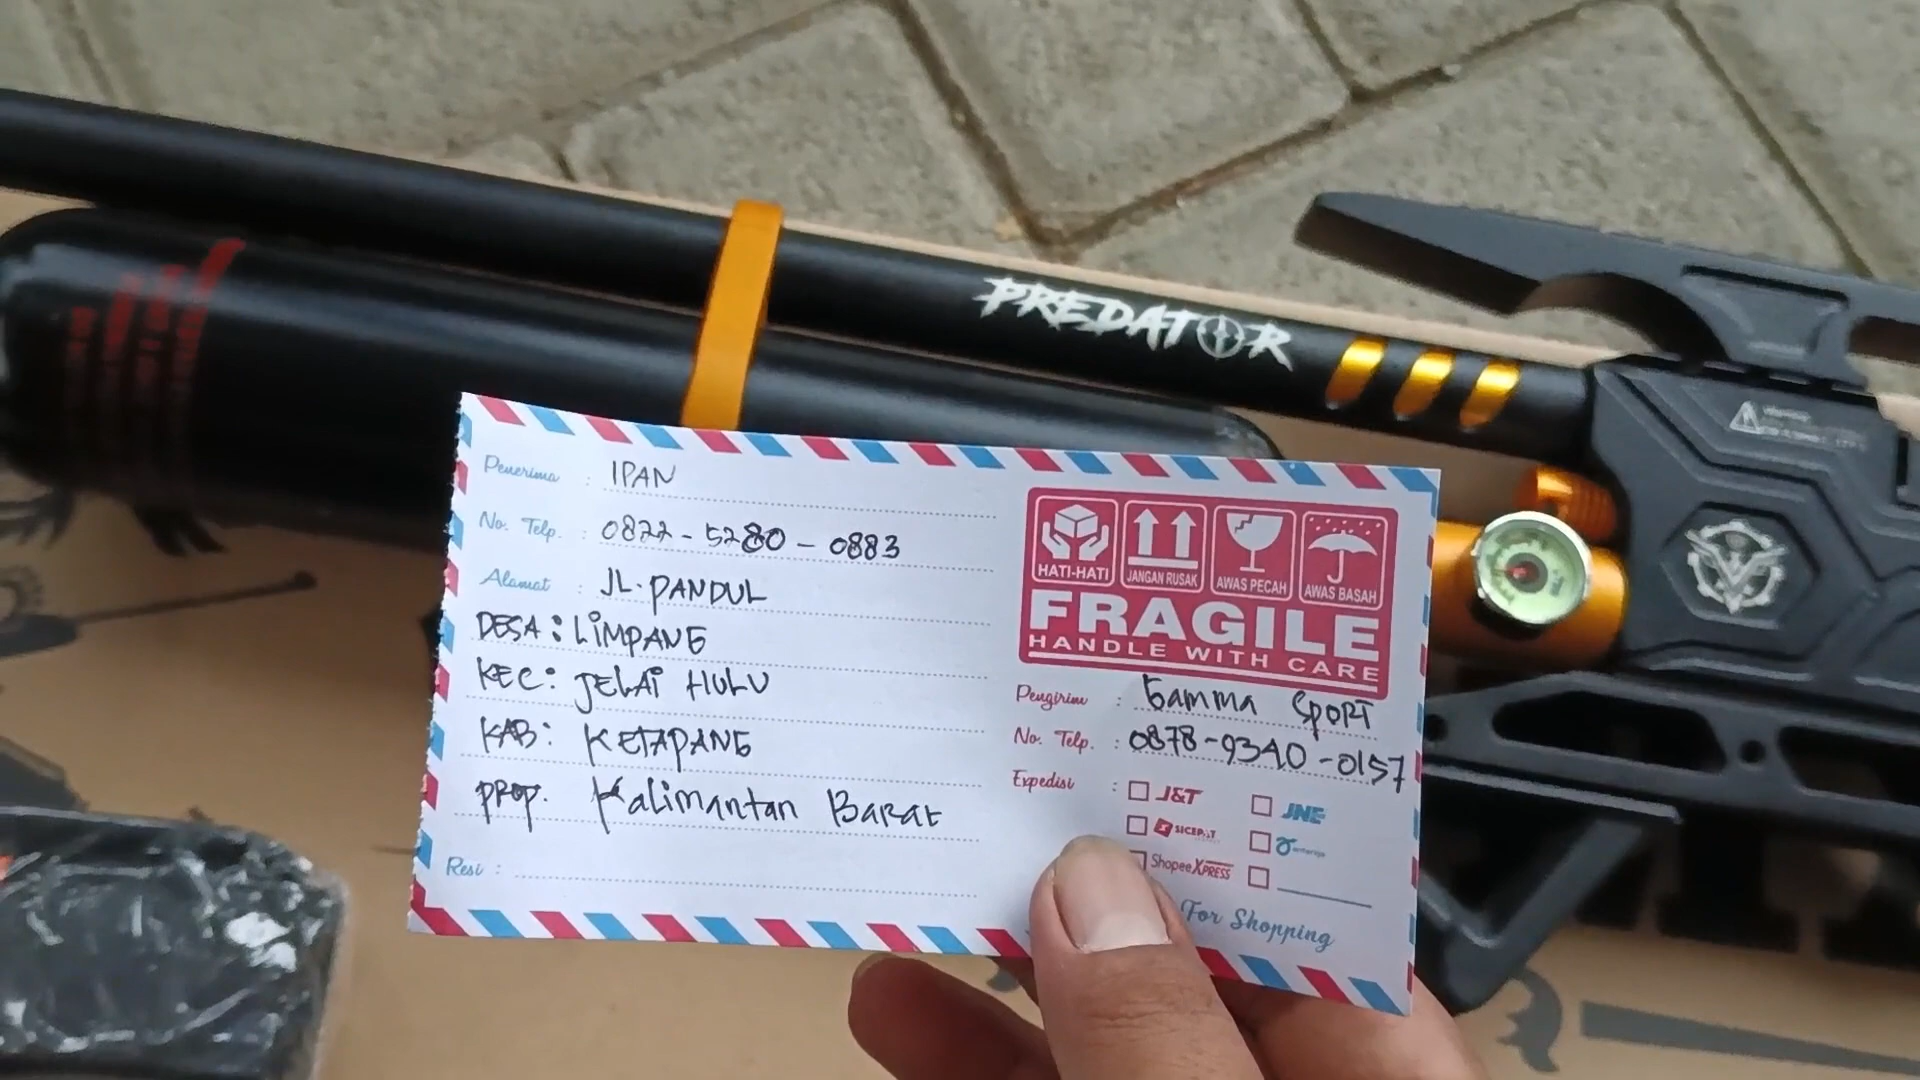 PREDATOR
Penerima : IPAN
No. Telp. : 0822 - 5280 - 0883
Alamat : JL. PANDUL
DESA : LIMPANG
KEC : JELAI HULU
KAB : KETAPANG
PROP. Kalimantan Barat
Resi :
HATI-HATI JANGAN RUSAK AWAS PECAH AWAS BASAH
FRAGILE
HANDLE WITH CARE
Pengirim : Gamma Sport
No. Telp. : 0878-9340-0157
Expedisi : J&T JNE
SICEPAT
Shopee XPRESS
For Shopping